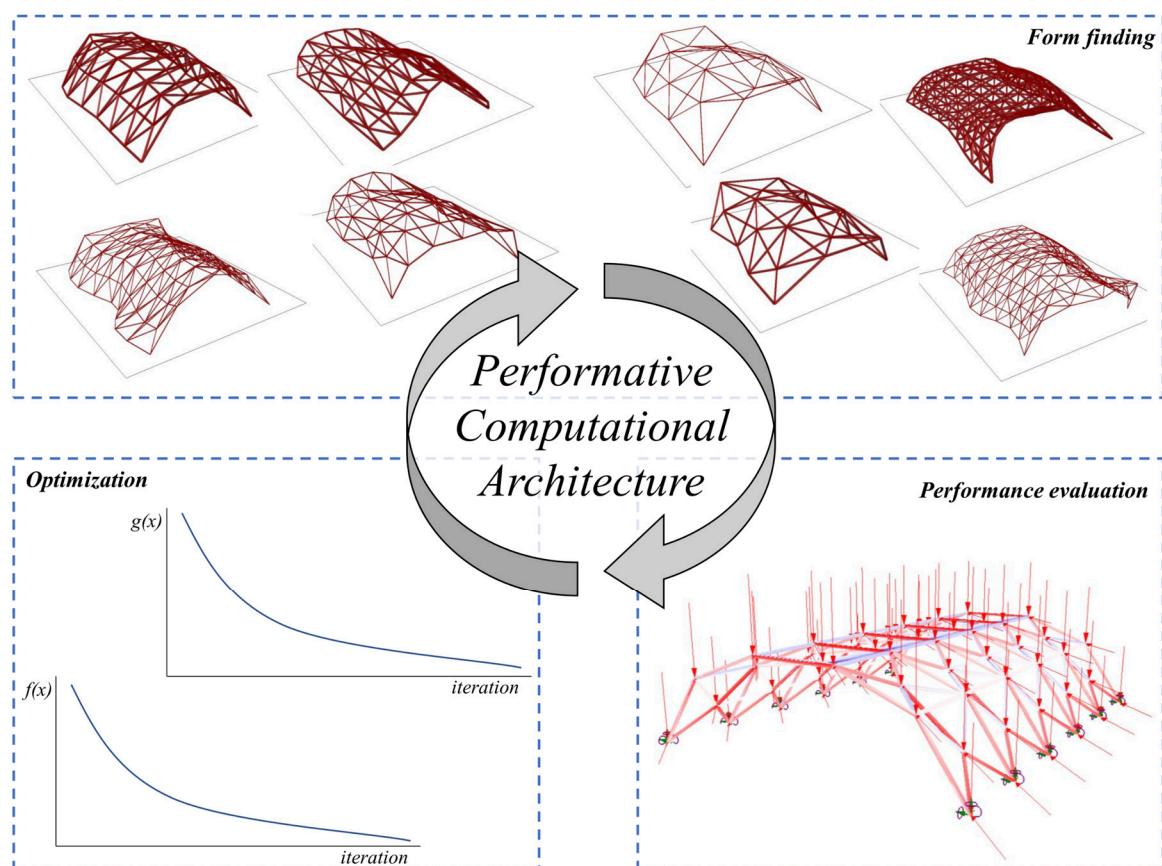 Form finding
Performative
Computational
Architecture
Optimization
g(x)
iteration
f(x)
iteration
Performance evaluation